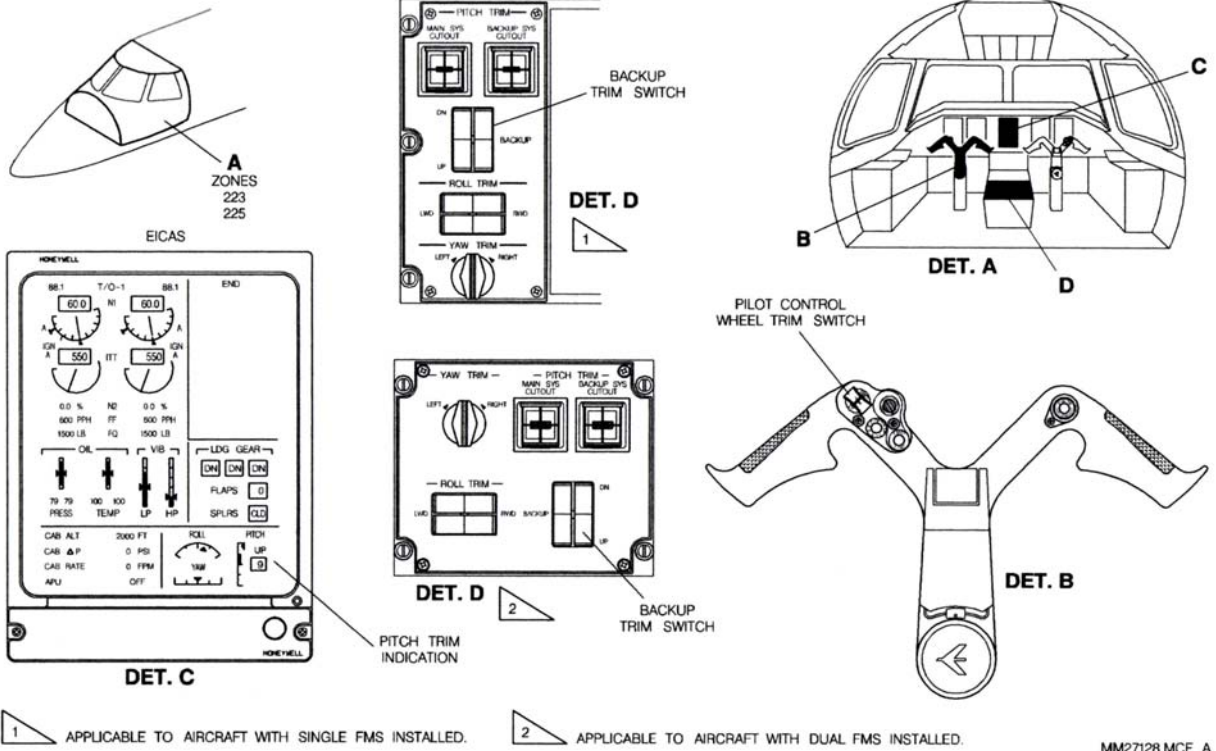 A
ZONES
223
225
PITCH TRIM
MAIN SYS
CUTOUT
BACKUP SYS
CUTOUT
DN
BACKUP
UP
ROLL TRIM
LWD
RWD
YAW TRIM
LEFT
RIGHT
BACKUP
TRIM SWITCH
DET. D
1
C
B
DET. A
D
EICAS
HONEYWELL
88.1 T/O-1 88.1
60.0 N1 60.0
A A
IGN IGN
A A
550 ITT 550
0.0 % N2 0.0 %
600 PPH FF 600 PPH
1500 LB FQ 1500 LB
OIL VIB
79 79 100 100
PRESS TEMP LP HP
END
LDG GEAR
DN DN DN
FLAPS 0
SPLRS CLD
CAB ALT 2000 FT
CAB Δ P 0 PSI
CAB RATE 0 FPM
APU OFF
ROLL
YAW
PITCH
UP
9
HONEYWELL
PITCH TRIM
INDICATION
DET. C
YAW TRIM
LEFT
RIGHT
PITCH TRIM
MAIN SYS
CUTOUT
BACKUP SYS
CUTOUT
ROLL TRIM
LWD
RWD
BACKUP
DN
UP
DET. D
2
BACKUP
TRIM SWITCH
PILOT CONTROL
WHEEL TRIM SWITCH
DET. B
1 APPLICABLE TO AIRCRAFT WITH SINGLE FMS INSTALLED.
2 APPLICABLE TO AIRCRAFT WITH DUAL FMS INSTALLED.